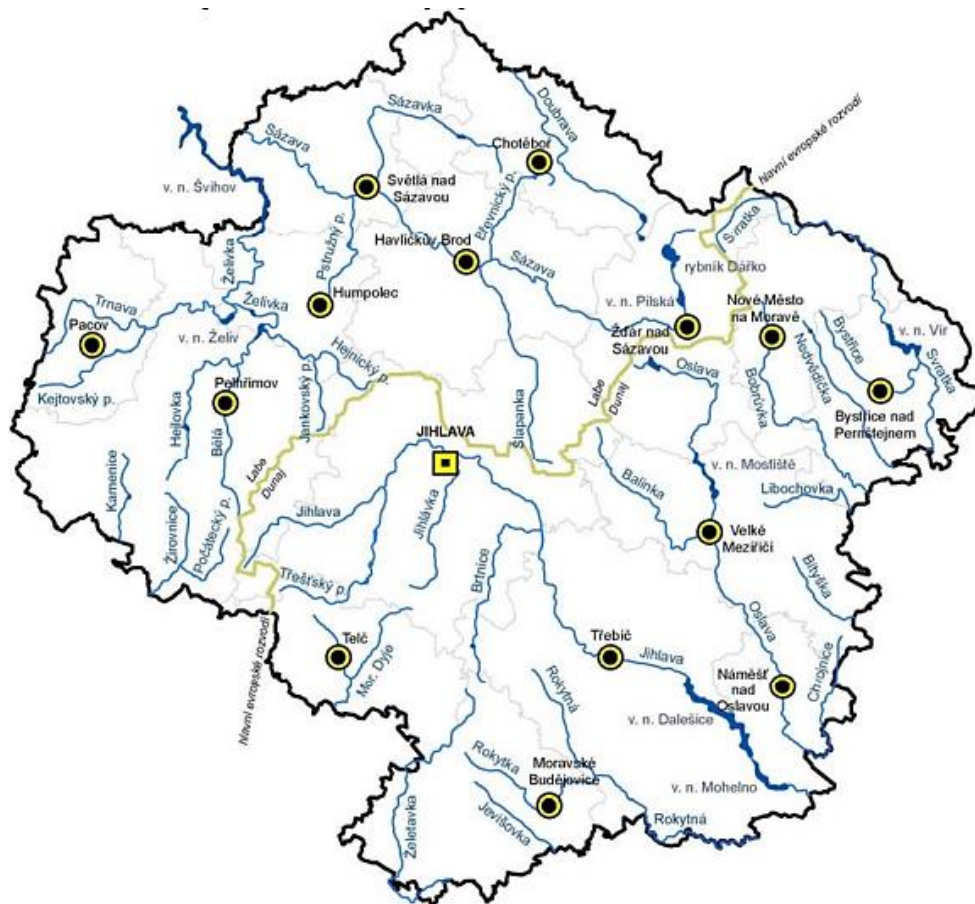 Doubrava
Sázavka
Sázava
Chotěboř
hlavní evropské rozvodí
v. n. Švihov
Světlá nad
Sázavou
Břevnický p.
Pstružný p.
Havlíčkův Brod
Svratka
Želivka
rybník Dářko
Sázava
Želivka
Humpolec
v. n. Pilská
Nové Město
na Moravě
Trnava
Pacov
v. n. Želiv
Žďár nad
Sázavou
Bystřice
v. n. Vír
Hejnický p.
Oslava
Nedvědička
Svratka
Kejtovský p.
Pelhřimov
Jankovský p.
Bobrůvka
Labe
Dunaj
Bystřice nad
Pernštejnem
Hejlovka
Bělá
Šlapanka
JIHLAVA
Labe
Dunaj
v. n. Mostiště
Kamenice
Balinka
Libochovka
Žirovnice
Počátecký p.
Jihlava
Jihlávka
Velké
Meziříčí
Brtnice
Třešťský p.
Bítýška
Oslava
hlavní evropské rozvodí
Telč
Mor. Dyje
Třebíč
Jihlava
Chvojnice
Náměšť
nad
Oslavou
Rokytná
v. n. Dalešice
Rokytka
Moravské
Budějovice
v. n. Mohelno
Želetavka
Jevišovka
Rokytná